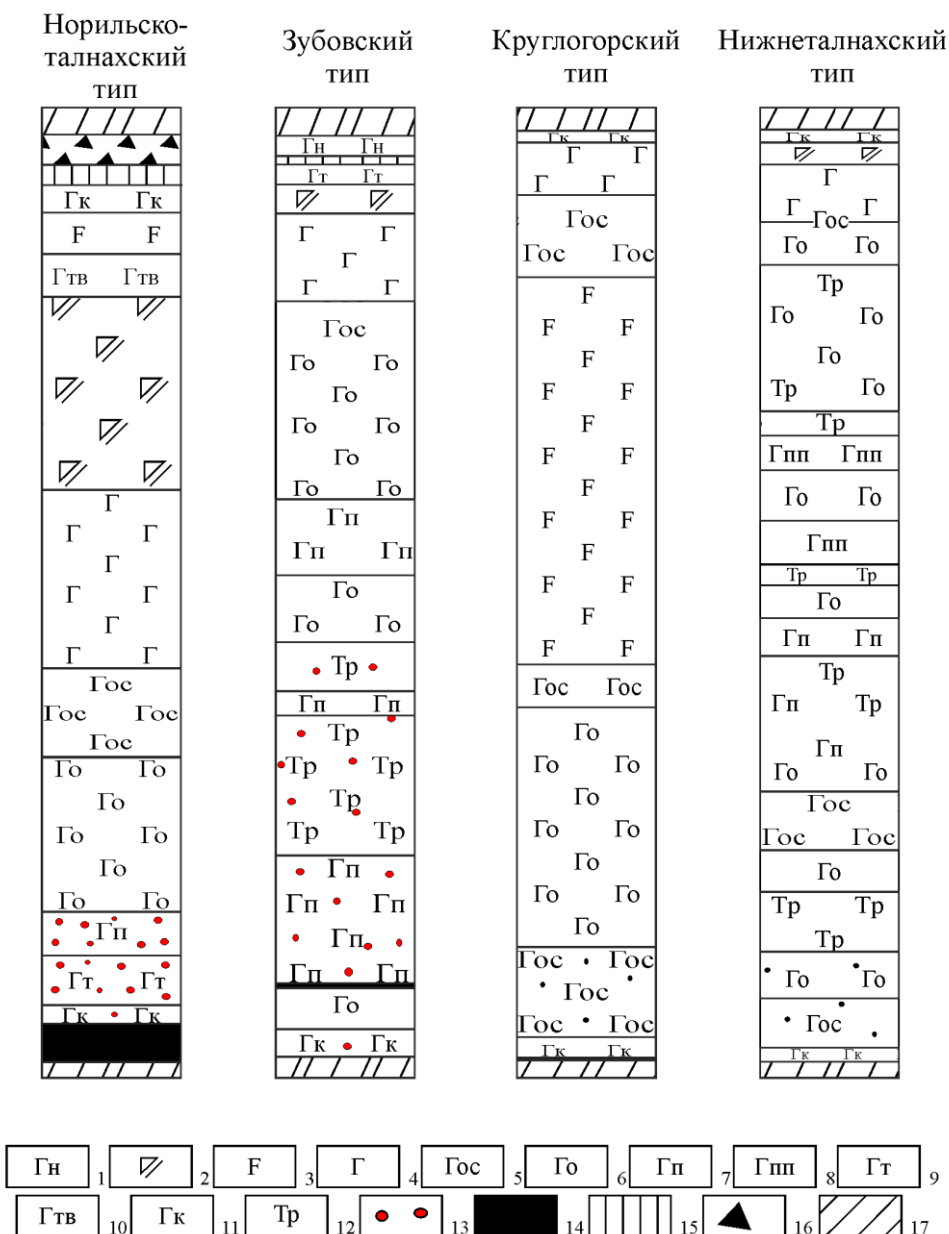 Норильско-
талнахский
тип
Гк Гк
F F
Гтв Гтв
Г
Г Г
Г
Г Г
Г
Г Г
Гос
Гос Гос
Гос
Го Го
Го
Го Го
Го
Го Го
Гп
Гт Гт
Гк Гк
Зубовский
тип
Гн Гн
Гт Гт
Г Г
Г
Г Г
Гос
Го Го
Го
Го Го
Го
Го Го
Гп
Гп Гп
Го
Го Го
Тр
Гп Гп
Тр
Тр Тр
Тр
Тр Тр
Гп
Гп Гп
Гп
Гп Гп
Го
Гк Гк
Круглогорский
тип
Гк Гк
Г
Г Г
Гос
Гос Гос
F
F F
F
F F
F
F F
F
F F
F
F F
F
F F
Гос Гос
Го
Го Го
Го
Го Го
Го
Го Го
Го
Гос Гос
Гос
Гос Гос
Гк Гк
Нижнеталнахский
тип
Гк Гк
Г
Г Г
Гос
Го Го
Тр
Го Го
Го
Тр Го
Тр
Гпп Гпп
Го Го
Гпп
Тр Тр
Го
Гп Гп
Тр
Гп Тр
Гп
Го Го
Гос
Гос Гос
Го
Тр Тр
Тр
Го Го
Гос
Гк Гк
Гн 1 2 F 3 Г 4 Гос 5 Го 6 Гп 7 Гпп 8 Гт 9
Гтв 10 Гк 11 Тр 12 13 14 15 16 17